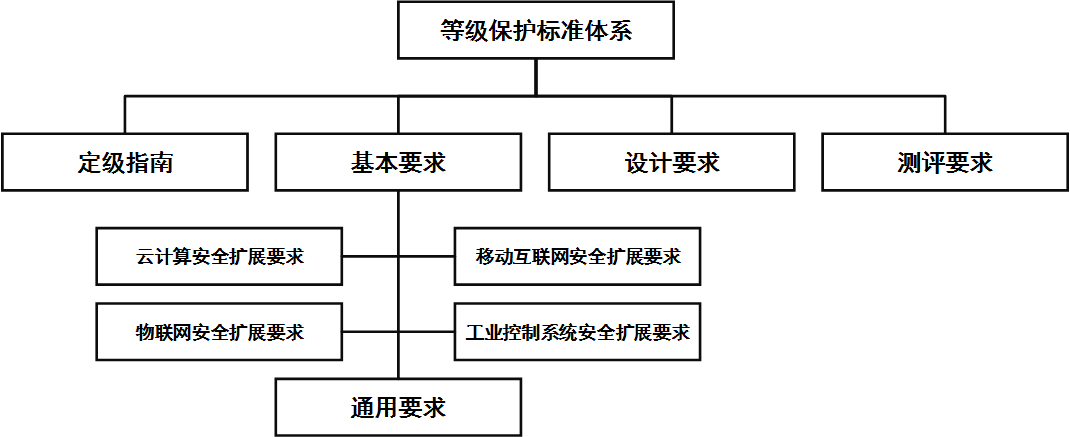 等级保护标准体系
定级指南
基本要求
设计要求
测评要求
云计算安全扩展要求
移动互联网安全扩展要求
物联网安全扩展要求
工业控制系统安全扩展要求
通用要求